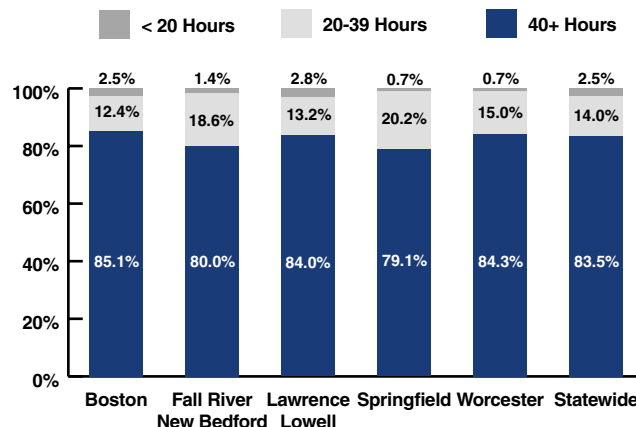 < 20 Hours 20-39 Hours 40+ Hours
2.5% 1.4% 2.8% 0.7% 0.7% 2.5%
100%
12.4% 18.6% 13.2% 20.2% 15.0% 14.0%
80%
60%
85.1% 80.0% 84.0% 79.1% 84.3% 83.5%
40%
20%
0%
Boston Fall River Lawrence Springfield Worcester Statewide
New Bedford Lowell